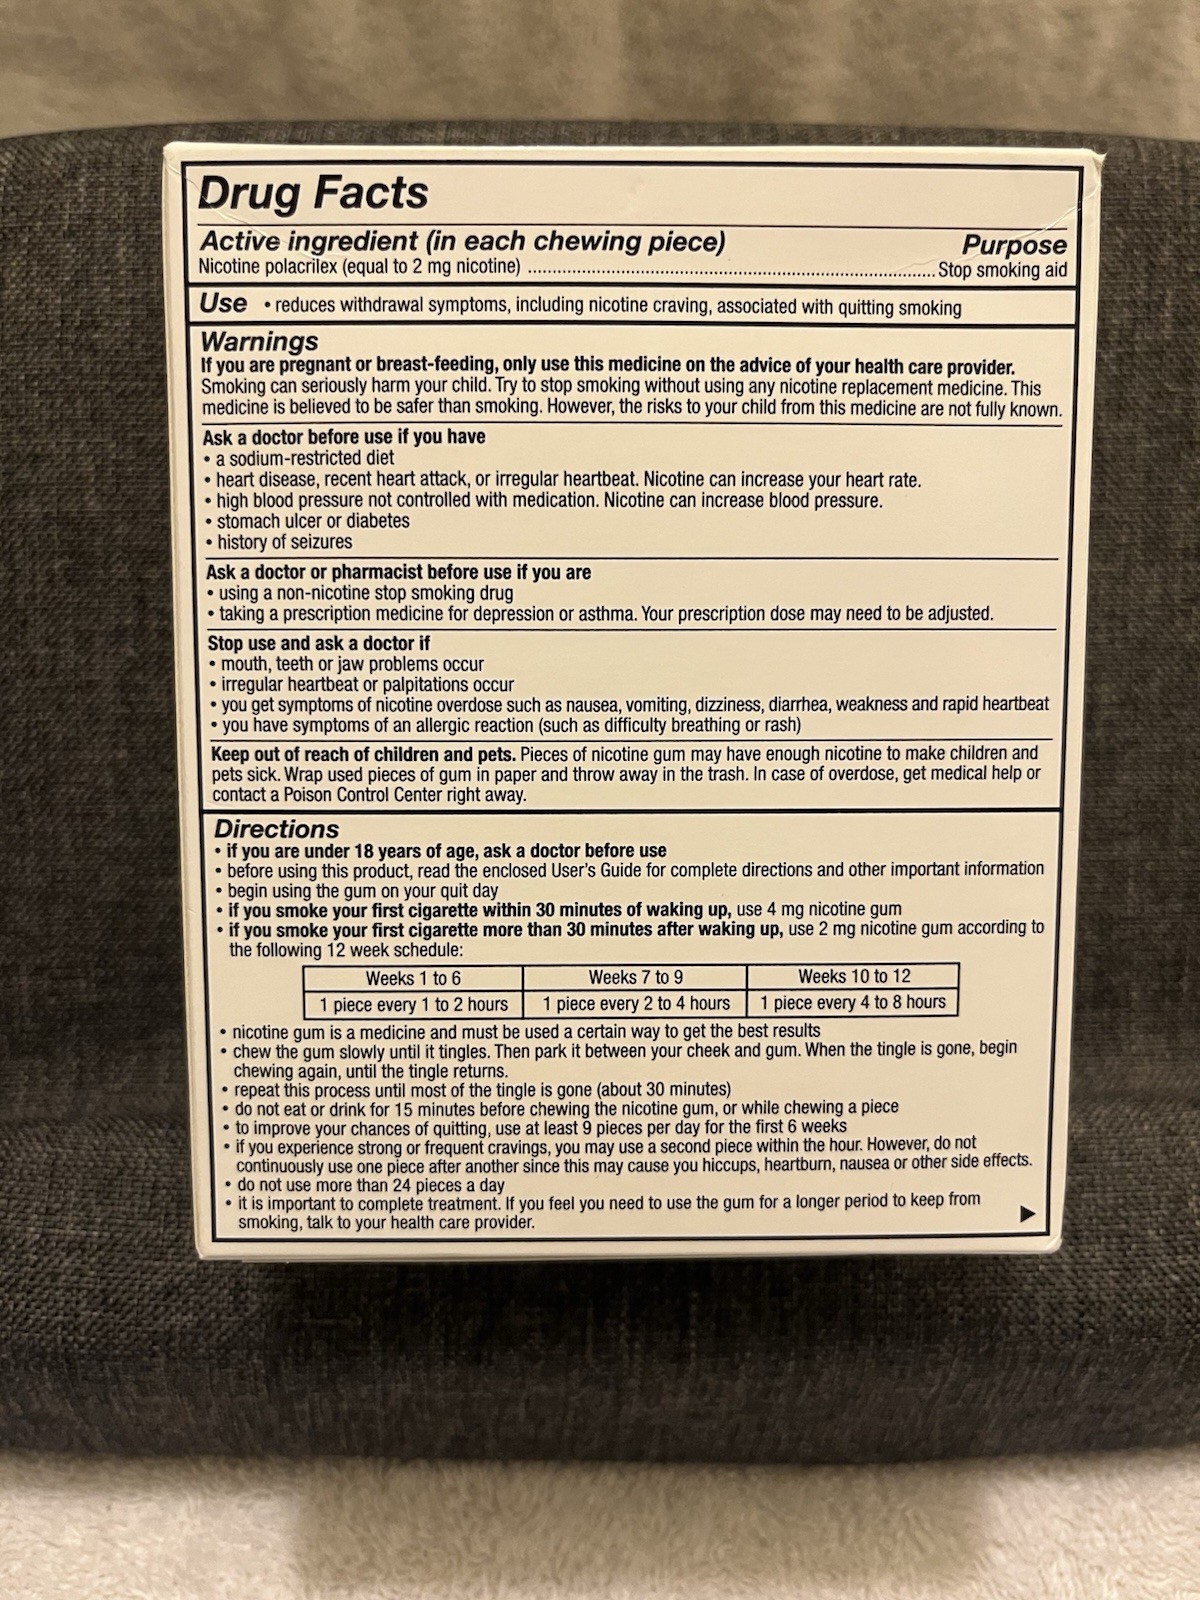 Drug Facts
Active ingredient (in each chewing piece) Purpose
Nicotine polacrilex (equal to 2 mg nicotine) ........................................................................................ Stop smoking aid
Use • reduces withdrawal symptoms, including nicotine craving, associated with quitting smoking
Warnings
If you are pregnant or breast-feeding, only use this medicine on the advice of your health care provider.
Smoking can seriously harm your child. Try to stop smoking without using any nicotine replacement medicine. This
medicine is believed to be safer than smoking. However, the risks to your child from this medicine are not fully known.
Ask a doctor before use if you have
• a sodium-restricted diet
• heart disease, recent heart attack, or irregular heartbeat. Nicotine can increase your heart rate.
• high blood pressure not controlled with medication. Nicotine can increase blood pressure.
• stomach ulcer or diabetes
• history of seizures
Ask a doctor or pharmacist before use if you are
• using a non-nicotine stop smoking drug
• taking a prescription medicine for depression or asthma. Your prescription dose may need to be adjusted.
Stop use and ask a doctor if
• mouth, teeth or jaw problems occur
• irregular heartbeat or palpitations occur
• you get symptoms of nicotine overdose such as nausea, vomiting, dizziness, diarrhea, weakness and rapid heartbeat
• you have symptoms of an allergic reaction (such as difficulty breathing or rash)
Keep out of reach of children and pets. Pieces of nicotine gum may have enough nicotine to make children and
pets sick. Wrap used pieces of gum in paper and throw away in the trash. In case of overdose, get medical help or
contact a Poison Control Center right away.
Directions
• if you are under 18 years of age, ask a doctor before use
• before using this product, read the enclosed User's Guide for complete directions and other important information
• begin using the gum on your quit day
• if you smoke your first cigarette within 30 minutes of waking up, use 4 mg nicotine gum
• if you smoke your first cigarette more than 30 minutes after waking up, use 2 mg nicotine gum according to
the following 12 week schedule:
Weeks 1 to 6 Weeks 7 to 9 Weeks 10 to 12
1 piece every 1 to 2 hours 1 piece every 2 to 4 hours 1 piece every 4 to 8 hours
• nicotine gum is a medicine and must be used a certain way to get the best results
• chew the gum slowly until it tingles. Then park it between your cheek and gum. When the tingle is gone, begin
chewing again, until the tingle returns.
• repeat this process until most of the tingle is gone (about 30 minutes)
• do not eat or drink for 15 minutes before chewing the nicotine gum, or while chewing a piece
• to improve your chances of quitting, use at least 9 pieces per day for the first 6 weeks
• if you experience strong or frequent cravings, you may use a second piece within the hour. However, do not
continuously use one piece after another since this may cause you hiccups, heartburn, nausea or other side effects.
• do not use more than 24 pieces a day
• it is important to complete treatment. If you feel you need to use the gum for a longer period to keep from
smoking, talk to your health care provider.